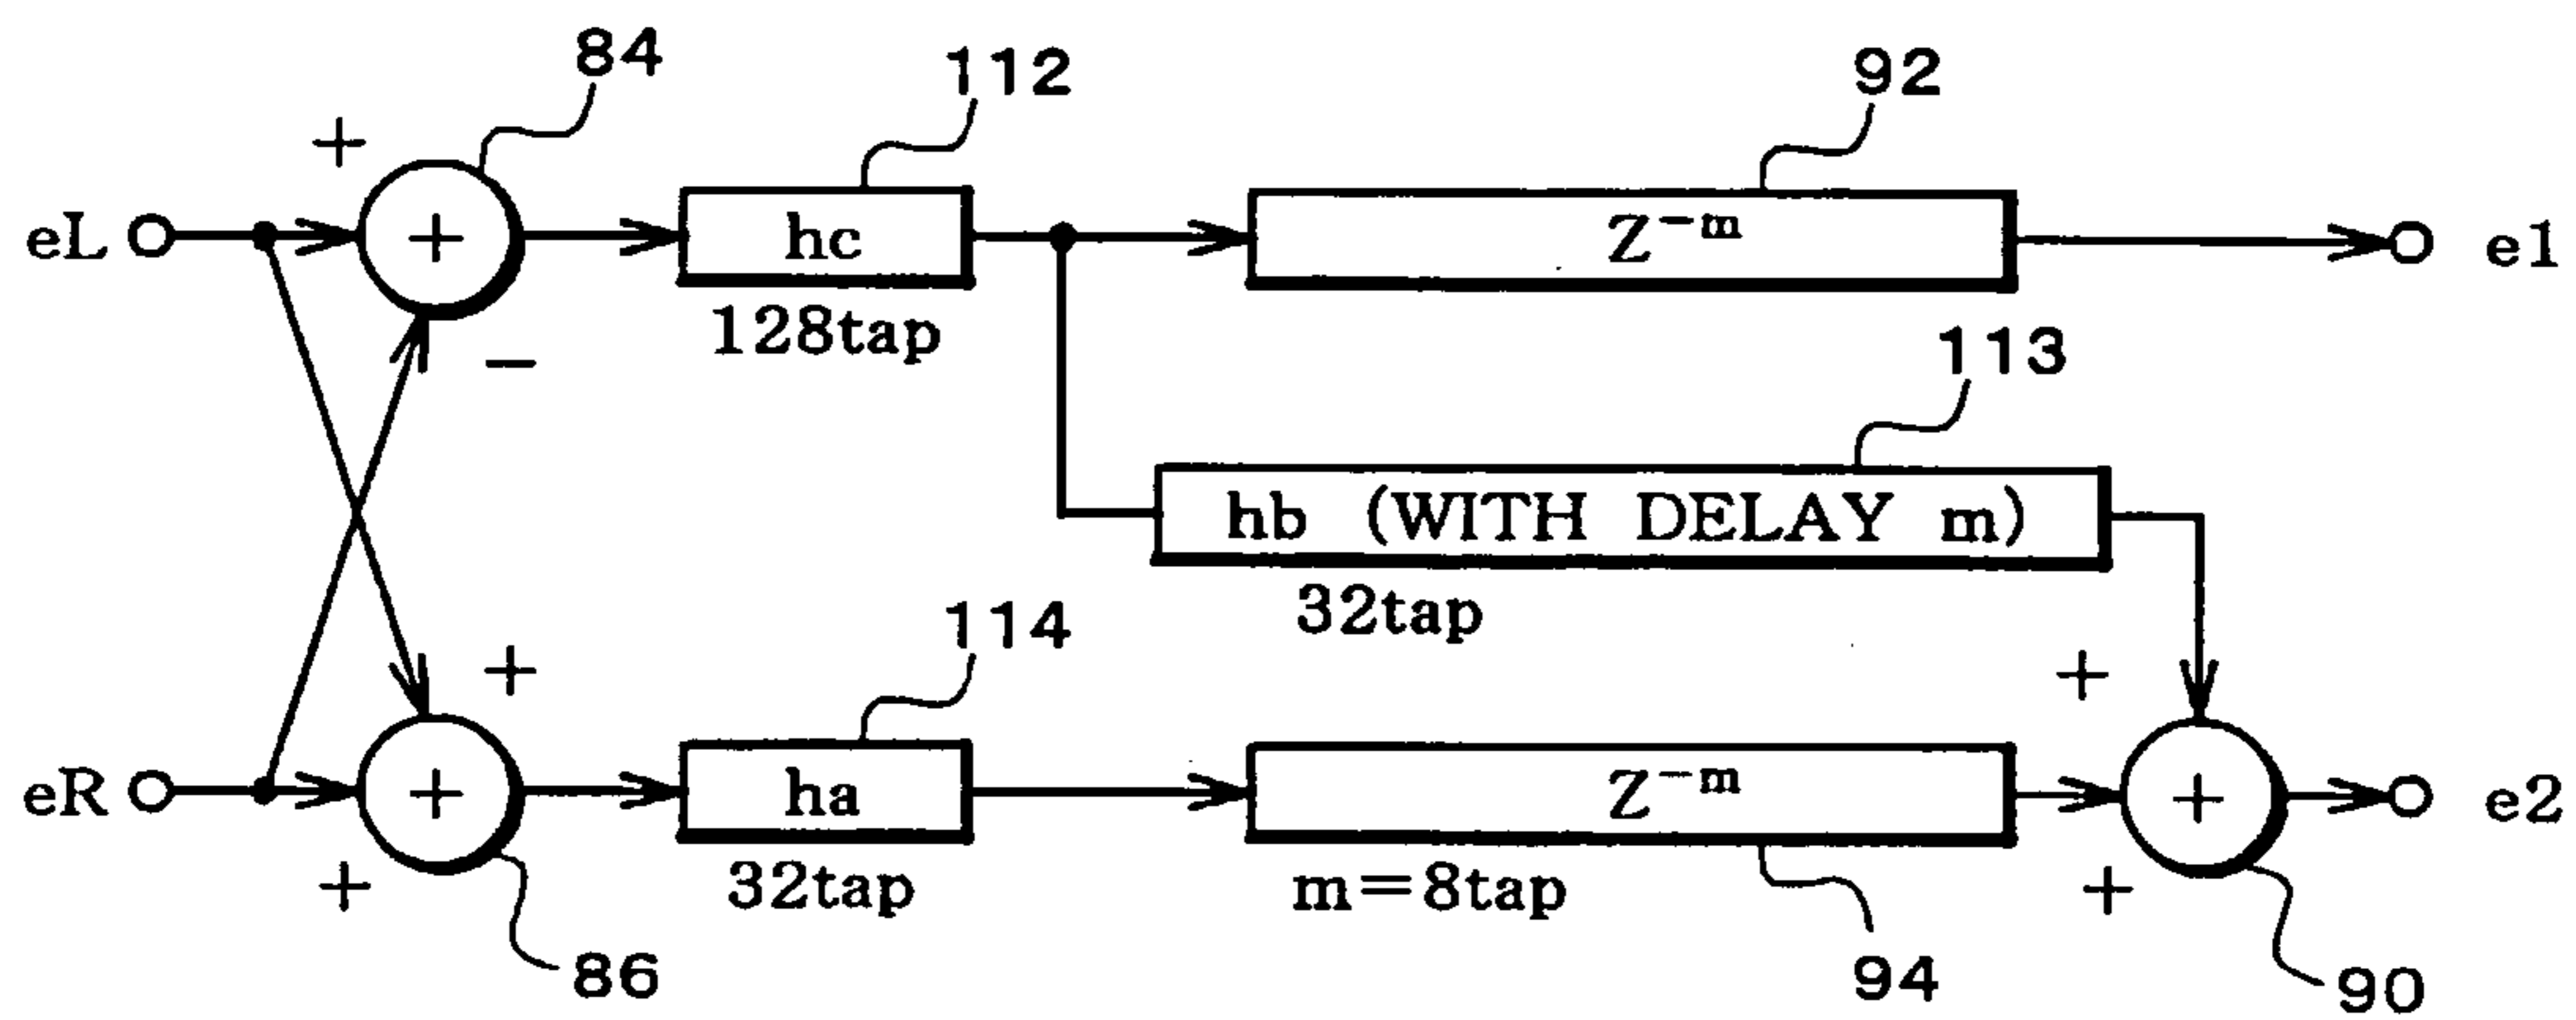 84
112
92
+
eL
+
hc
Z⁻ᵐ
e1
−
128tap
113
hb (WITH DELAY m)
32tap
114
+
+
eR
+
ha
Z⁻ᵐ
+
e2
+
32tap
m=8tap
+
86
94
90